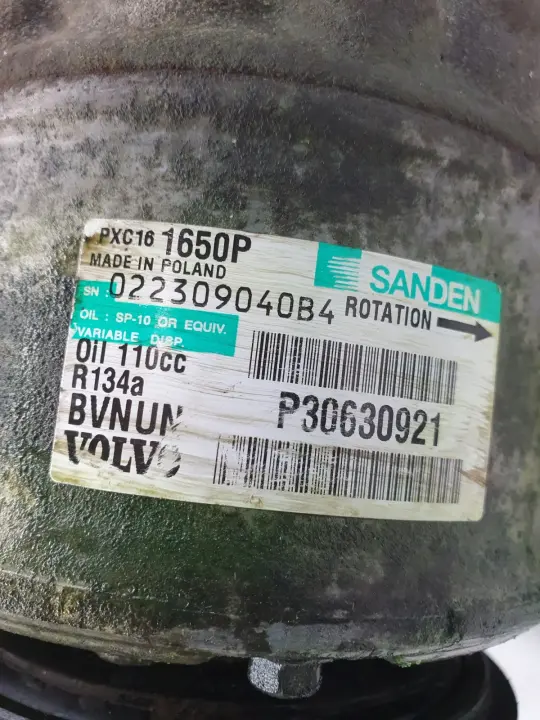 PXC16 1650P
SANDEN
MADE IN POLAND
SN : 022309040B4
ROTATION
OIL : SP-10 OR EQUIV.
VARIABLE DISP.
Oil 110cc
R134a
BVNUN
P30630921
VOLVO